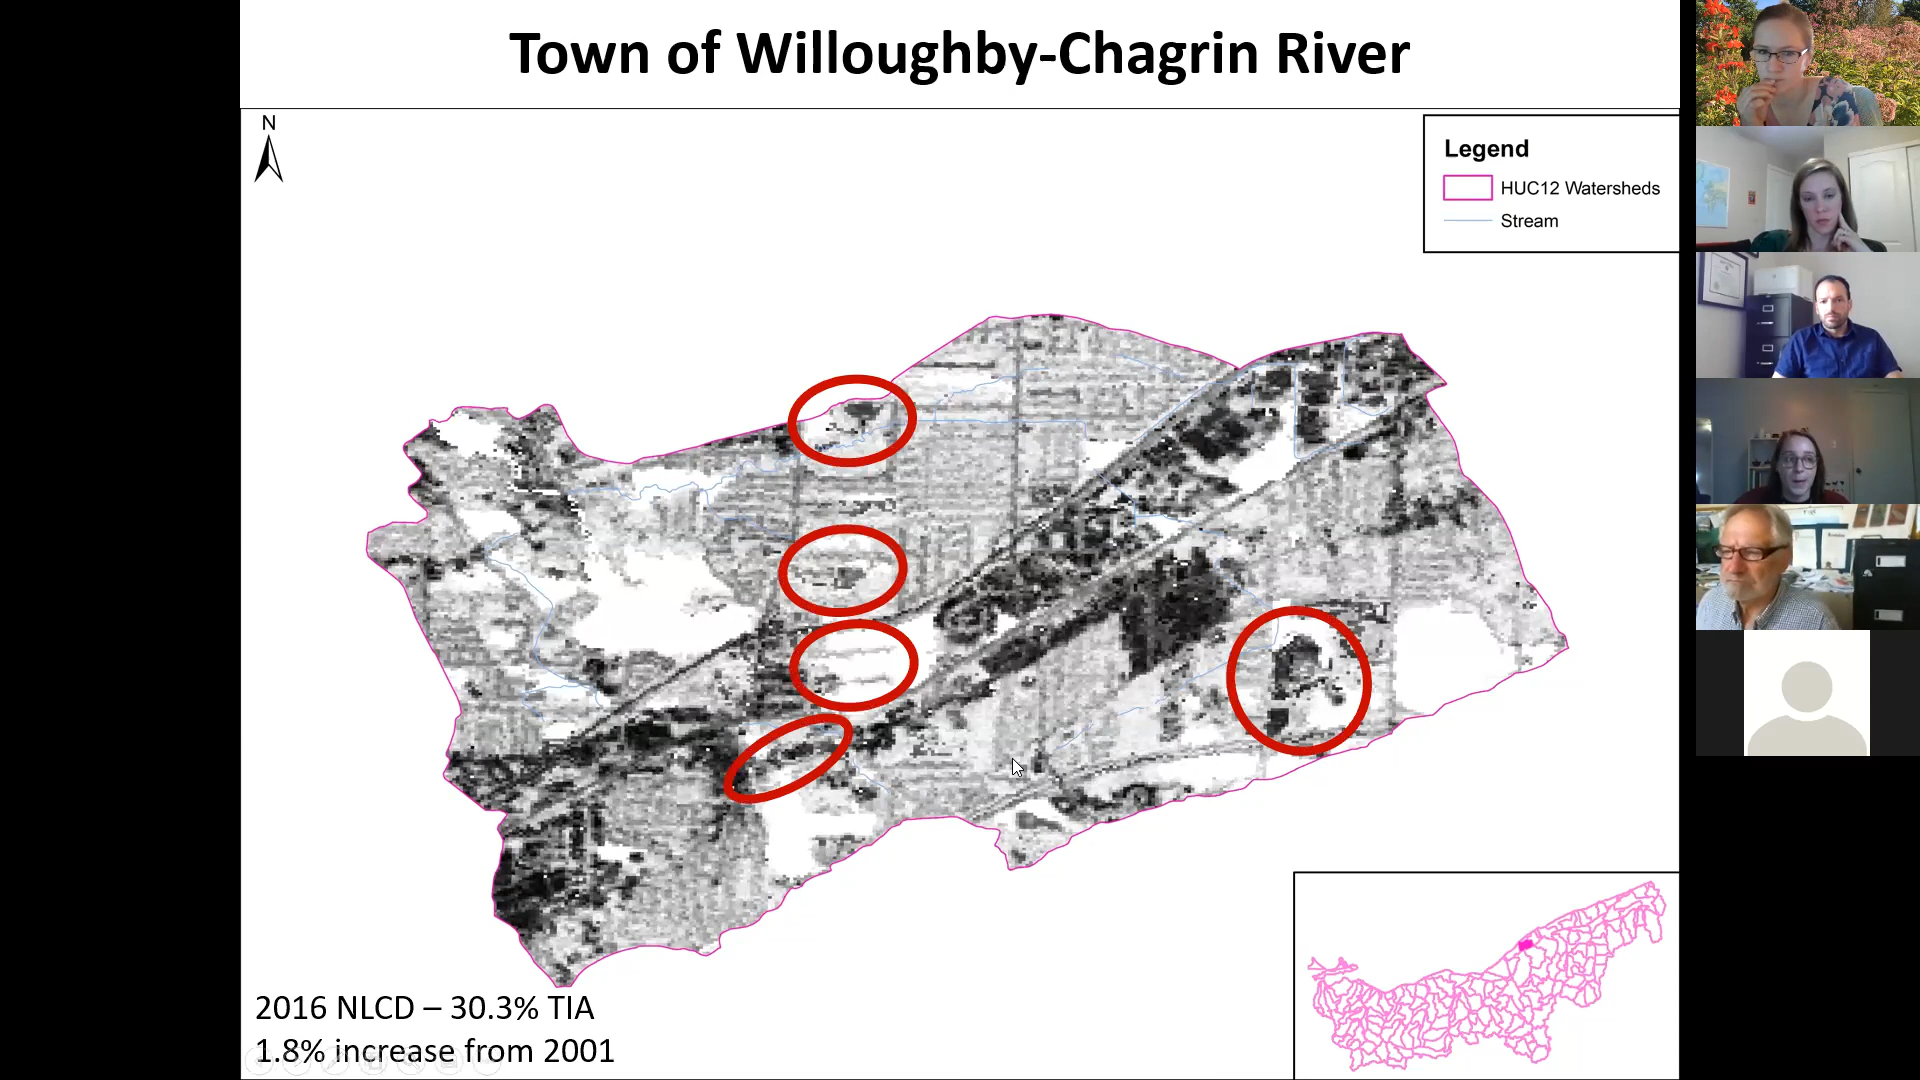 Town of Willoughby-Chagrin River
N
Legend
HUC12 Watersheds
Stream
2016 NLCD – 30.3% TIA
1.8% increase from 2001